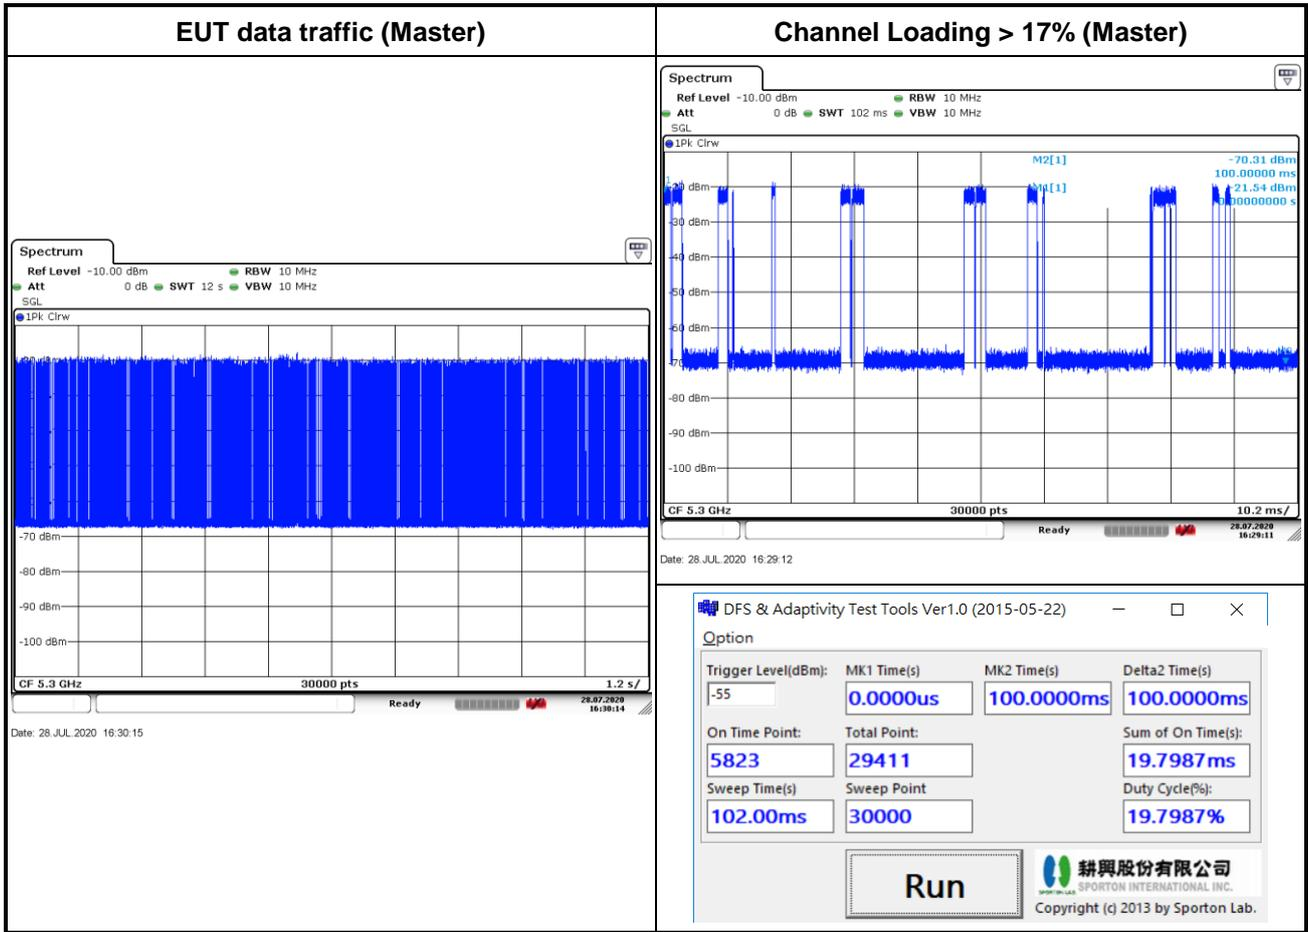 EUT data traffic (Master)
Spectrum
Ref Level -10.00 dBm RBW 10 MHz
Att 0 dB SWT 12 s VBW 10 MHz
SGL
1Pk Clrw
-70 dBm
-80 dBm
-90 dBm
-100 dBm
CF 5.3 GHz 30000 pts 1.2 s/
Ready 28.07.2020
16:30:14
Date: 28.JUL.2020 16:30:15
Channel Loading > 17% (Master)
Spectrum
Ref Level -10.00 dBm RBW 10 MHz
Att 0 dB SWT 102 ms VBW 10 MHz
SGL
1Pk Clrw
M2[1] -70.31 dBm
100.00000 ms
M1[1] -21.54 dBm
0.00000000 s
-20 dBm
-30 dBm
-40 dBm
-50 dBm
-60 dBm
-70
-80 dBm
-90 dBm
-100 dBm
CF 5.3 GHz 30000 pts 10.2 ms/
Ready 28.07.2020
16:29:11
Date: 28.JUL.2020 16:29:12
DFS & Adaptivity Test Tools Ver1.0 (2015-05-22)
Option
Trigger Level(dBm): MK1 Time(s) MK2 Time(s) Delta2 Time(s)
-55 0.0000us 100.0000ms 100.0000ms
On Time Point: Total Point: Sum of On Time(s):
5823 29411 19.7987ms
Sweep Time(s) Sweep Point Duty Cycle(%):
102.00ms 30000 19.7987%
Run
耕興股份有限公司
SPORTON LAB.
SPORTON INTERNATIONAL INC.
Copyright (c) 2013 by Sporton Lab.